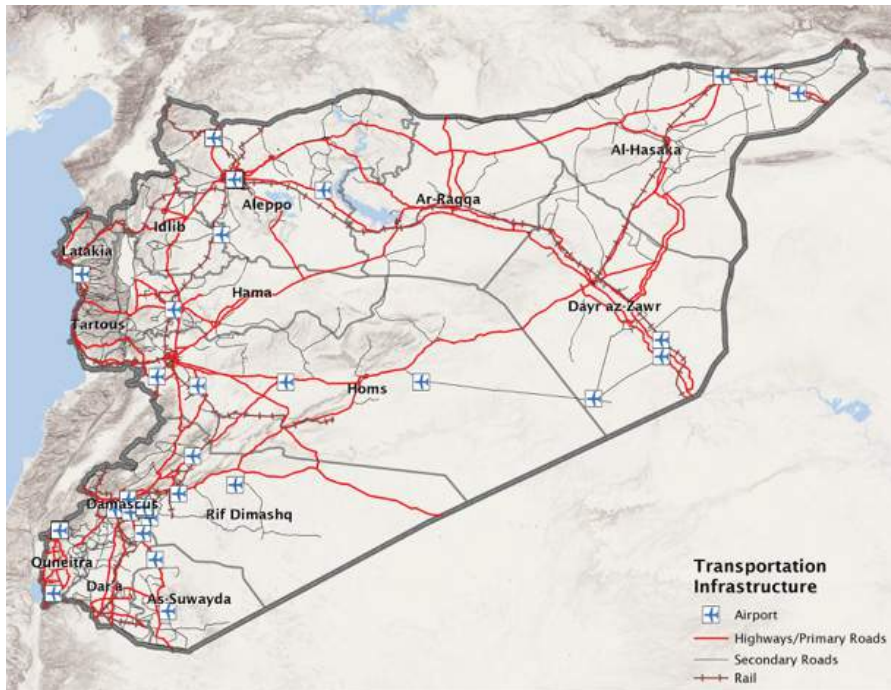 Al-Hasaka
Aleppo
Ar-Raqqa
Idlib
Latakia
Hama
Dayr az-Zawr
Tartous
Homs
Damascus
Rif Dimashq
Quneitra
Dar'a
As-Suwayda
Transportation
Infrastructure
Airport
Highways/Primary Roads
Secondary Roads
Rail